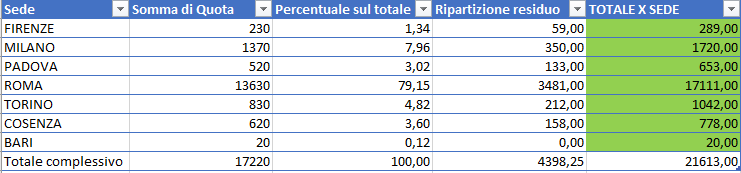 Sede Somma di Quota Percentuale sul totale Ripartizione residuo TOTALE X SEDE
FIRENZE 230 1,34 59,00 289,00
MILANO 1370 7,96 350,00 1720,00
PADOVA 520 3,02 133,00 653,00
ROMA 13630 79,15 3481,00 17111,00
TORINO 830 4,82 212,00 1042,00
COSENZA 620 3,60 158,00 778,00
BARI 20 0,12 0,00 20,00
Totale complessivo 17220 100,00 4398,25 21613,00